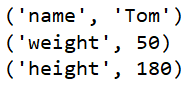 ('name', 'Tom')
('weight', 50)
('height', 180)